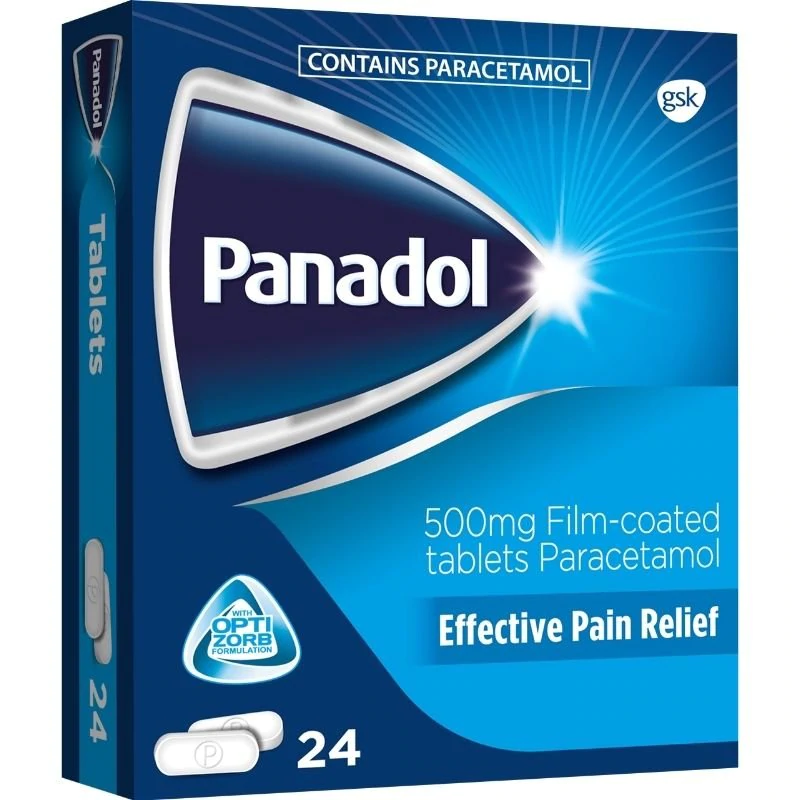 CONTAINS PARACETAMOL
gsk
Panadol
Tablets
24
Panadol
500mg Film-coated
tablets Paracetamol
Effective Pain Relief
WITH
OPTI
ZORB
FORMULATION
P
P
P
24